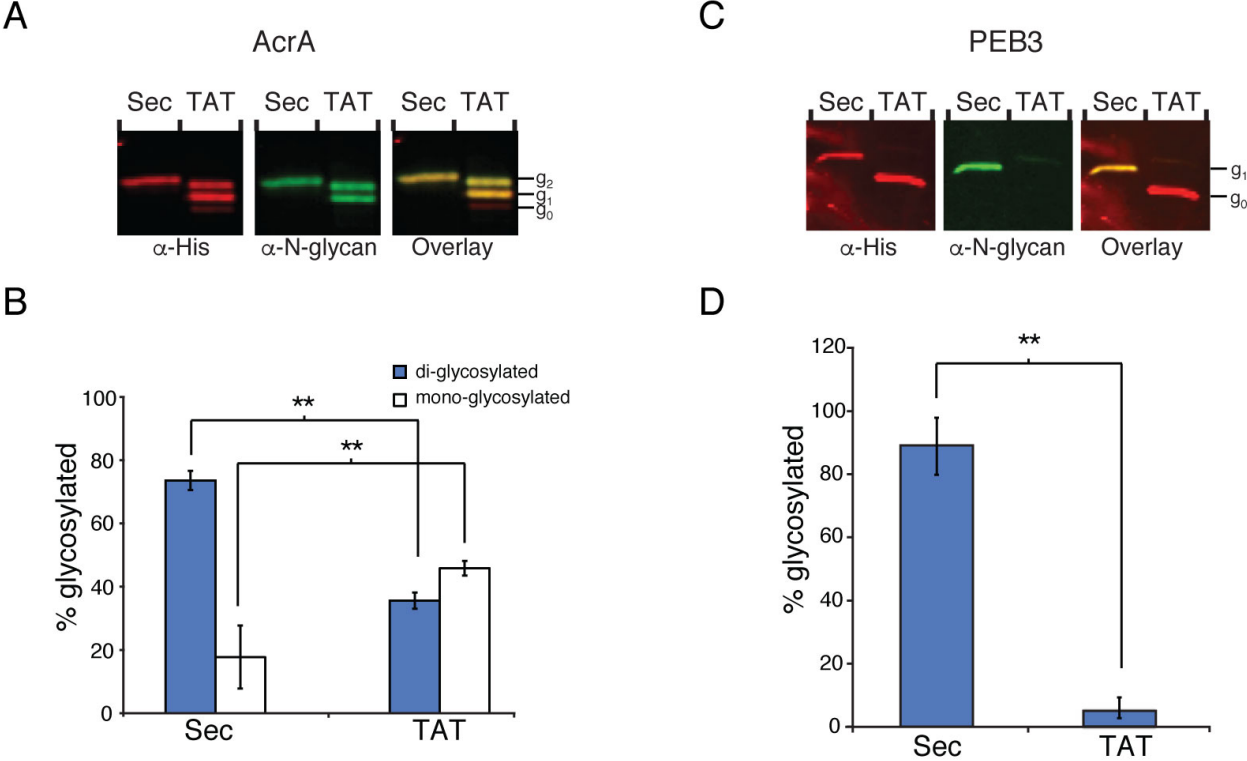 A
AcrA
Sec TAT Sec TAT Sec TAT
g2
g1
g0
α-His α-N-glycan Overlay
B
di-glycosylated
mono-glycosylated
% glycosylated
100
80
60
40
20
0
**
**
Sec TAT
C
PEB3
Sec TAT Sec TAT Sec TAT
g1
g0
α-His α-N-glycan Overlay
D
% glycosylated
120
100
80
60
40
20
0
**
Sec TAT